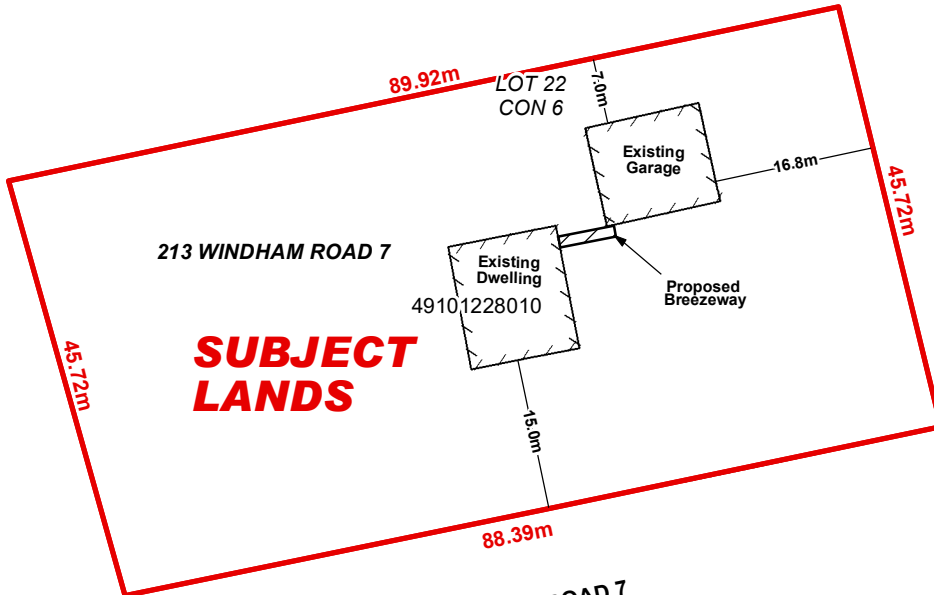 89.92m
LOT 22
CON 6
7.0m
Existing
Garage
16.8m
45.72m
213 WINDHAM ROAD 7
Existing
Dwelling
49101228010
Proposed
Breezeway
SUBJECT
LANDS
45.72m
15.0m
88.39m
ROAD 7